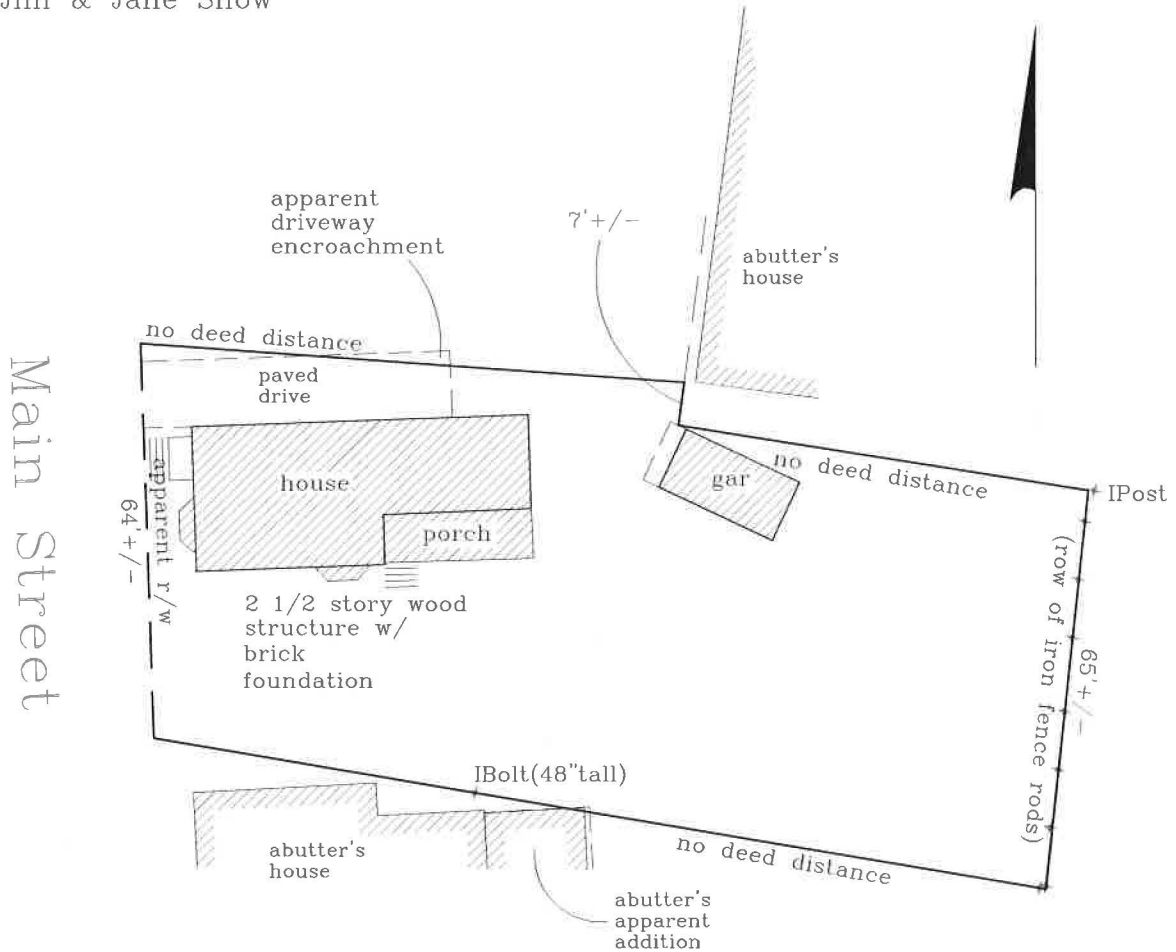 Jim & Jane Snow
apparent
driveway
encroachment
7'+/-
abutter's
house
no deed distance
paved
drive
Main Street
apparent r/w
64'+/-
house
porch
gar
no deed distance
IPost
(row of iron fence rods)
65'+/-
2 1/2 story wood
structure w/
brick
foundation
IBolt(48"tall)
abutter's
house
no deed distance
abutter's
apparent
addition